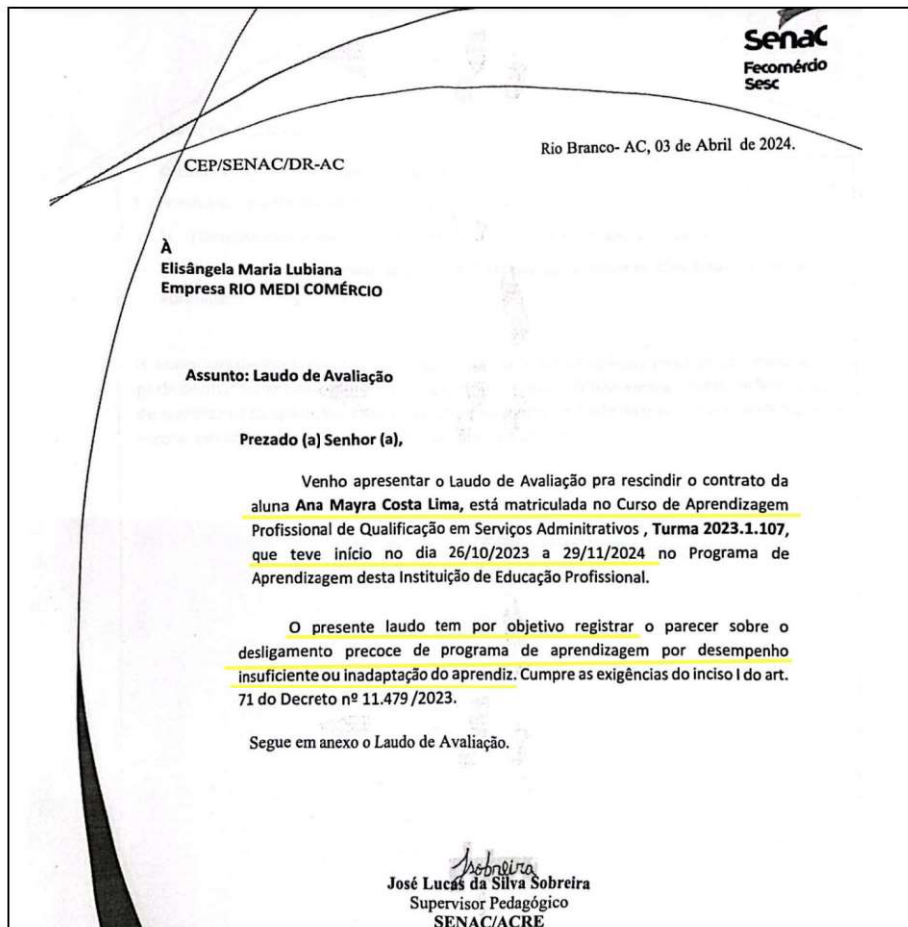 Senac
Fecomércio
Sesc
Rio Branco- AC, 03 de Abril de 2024.
CEP/SENAC/DR-AC
À
Elisângela Maria Lubiana
Empresa RIO MEDI COMÉRCIO
Assunto: Laudo de Avaliação
Prezado (a) Senhor (a),
Venho apresentar o Laudo de Avaliação pra rescindir o contrato da
aluna Ana Mayra Costa Lima, está matriculada no Curso de Aprendizagem
Profissional de Qualificação em Serviços Adminitrativos , Turma 2023.1.107,
que teve início no dia 26/10/2023 a 29/11/2024 no Programa de
Aprendizagem desta Instituição de Educação Profissional.
O presente laudo tem por objetivo registrar o parecer sobre o
desligamento precoce de programa de aprendizagem por desempenho
insuficiente ou inadaptação do aprendiz. Cumpre as exigências do inciso I do art.
71 do Decreto nº 11.479 /2023.
Segue em anexo o Laudo de Avaliação.
José Lucas da Silva Sobreira
Supervisor Pedagógico
SENAC/ACRE